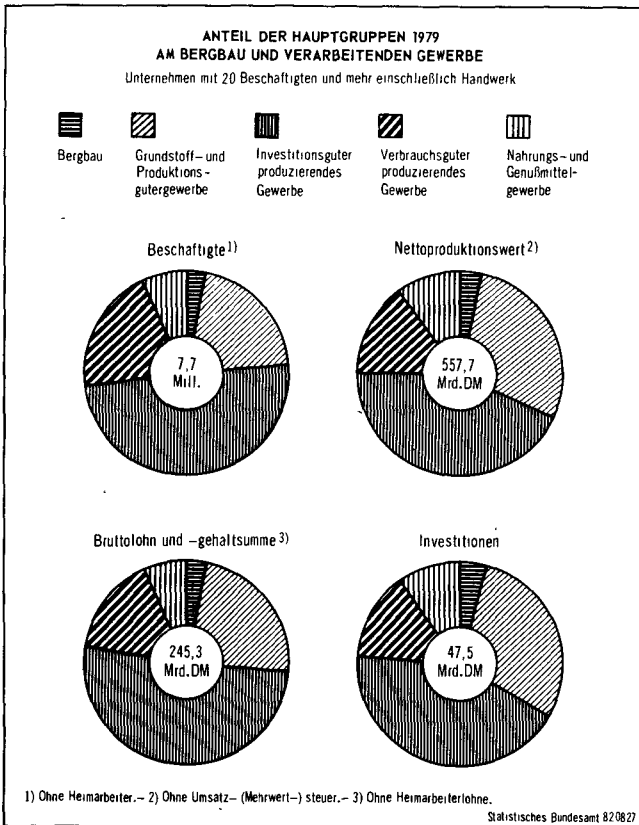 ANTEIL DER HAUPTGRUPPEN 1979
AM BERGBAU UND VERARBEITENDEN GEWERBE
Unternehmen mit 20 Beschaftigten und mehr einschließlich Handwerk
Bergbau
Grundstoff– und
Produktions-
gutergewerbe
Investitionsguter
produzierendes
Gewerbe
Verbrauchsguter
produzierendes
Gewerbe
Nahrungs– und
Genußmittel-
gewerbe
Beschaftigte 1)
7,7
Mill.
Nettoproduktionswert 2)
557,7
Mrd. DM
Bruttolohn und –gehaltsumme 3)
245,3
Mrd. DM
Investitionen
47,5
Mrd. DM
1) Ohne Heimarbeiter.– 2) Ohne Umsatz– (Mehrwert–) steuer.– 3) Ohne Heimarbeiterlohne.
Statistisches Bundesamt 820827